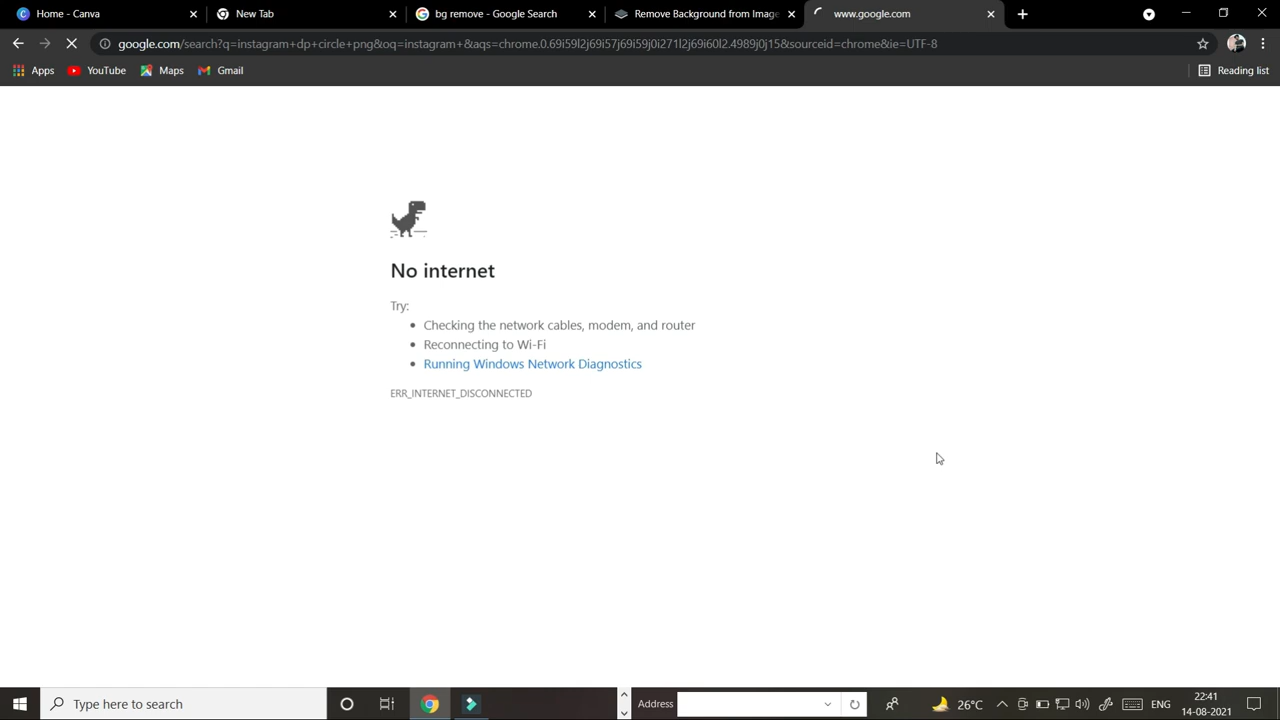 Home - Canva
New Tab
bg remove - Google Search
Remove Background from Image
www.google.com
google.com/search?q=instagram+dp+circle+png&oq=instagram+&aqs=chrome.0.69i59l2j69i57j69i59j0i271l2j69i60l2.4989j0j15&sourceid=chrome&ie=UTF-8
Apps
YouTube
Maps
Gmail
Reading list
No internet
Try:
Checking the network cables, modem, and router
Reconnecting to Wi-Fi
Running Windows Network Diagnostics
ERR_INTERNET_DISCONNECTED
Type here to search
Address
26°C
ENG
22:41
14-08-2021